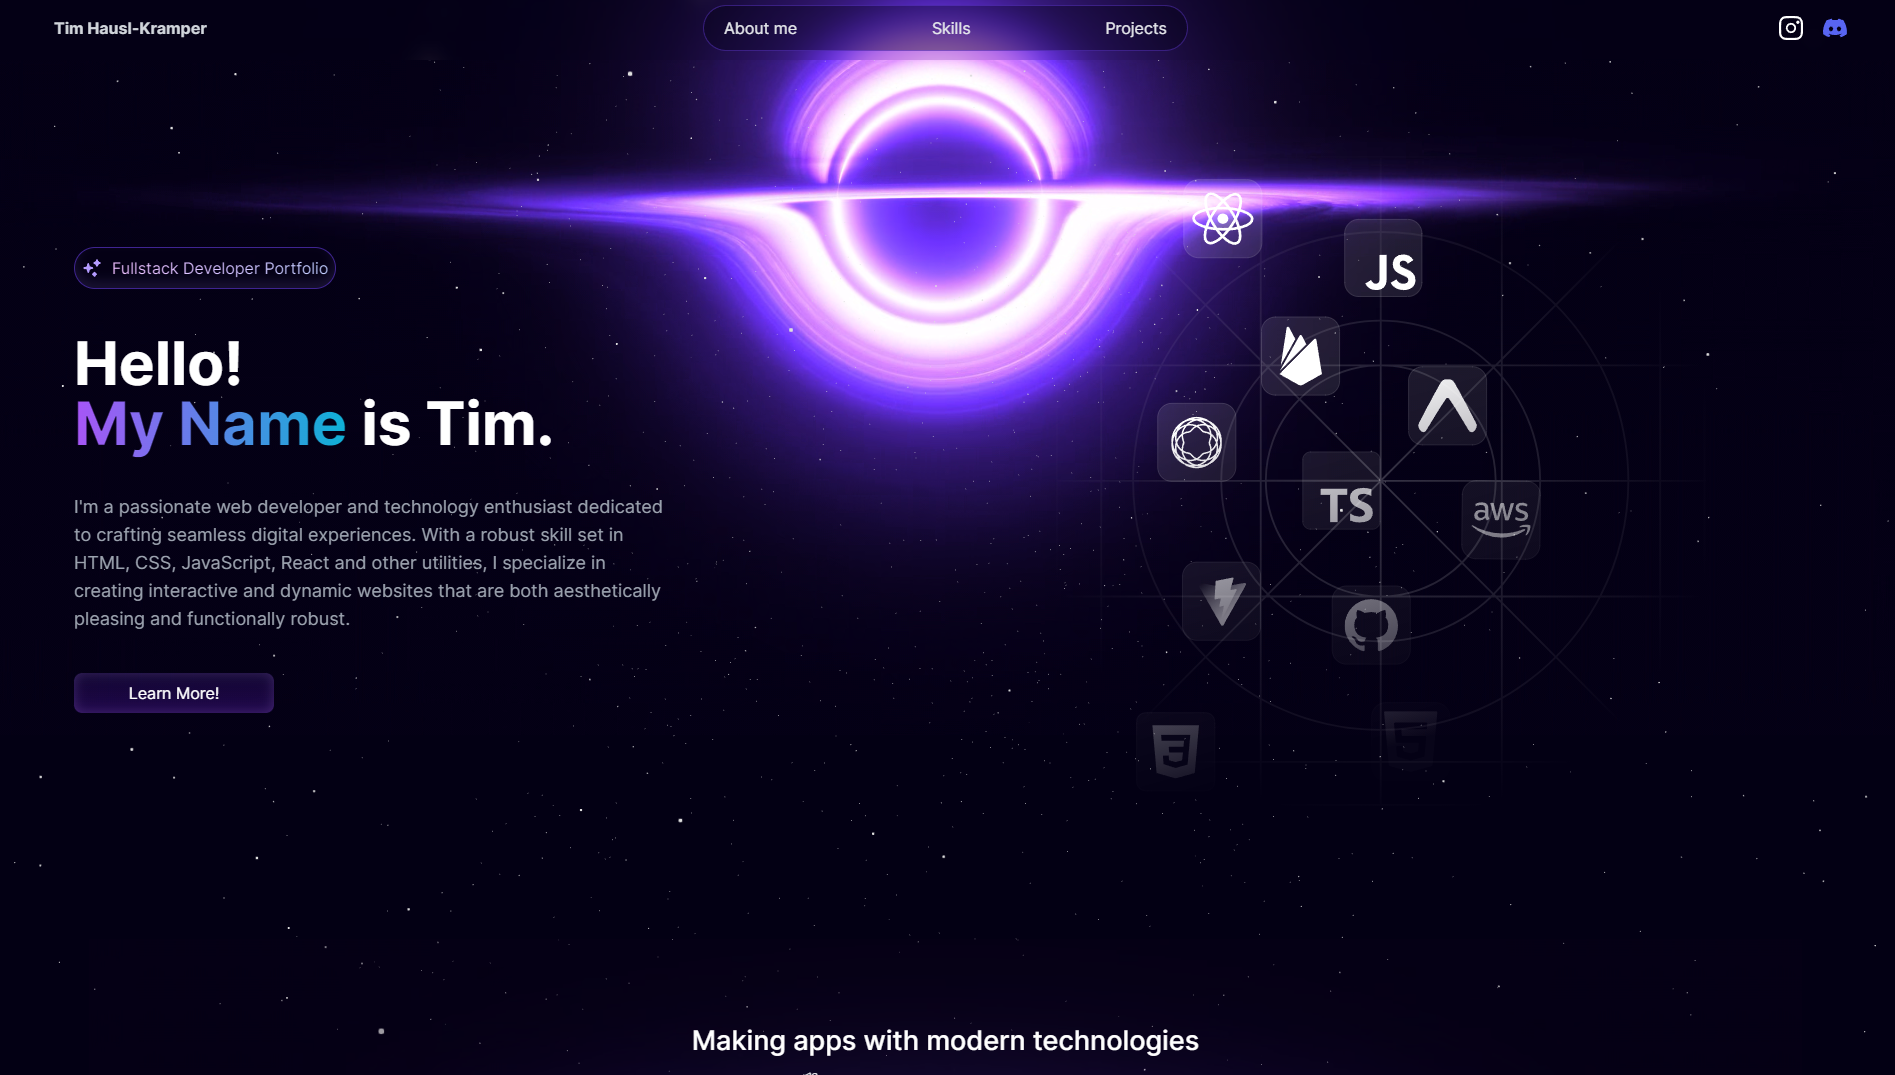 Tim Hausl-Kramper
About me
Skills
Projects
Fullstack Developer Portfolio
Hello!
My Name is Tim.
I'm a passionate web developer and technology enthusiast dedicated
to crafting seamless digital experiences. With a robust skill set in
HTML, CSS, JavaScript, React and other utilities, I specialize in
creating interactive and dynamic websites that are both aesthetically
pleasing and functionally robust.
Learn More!
JS
TS
aws
3
5
Making apps with modern technologies